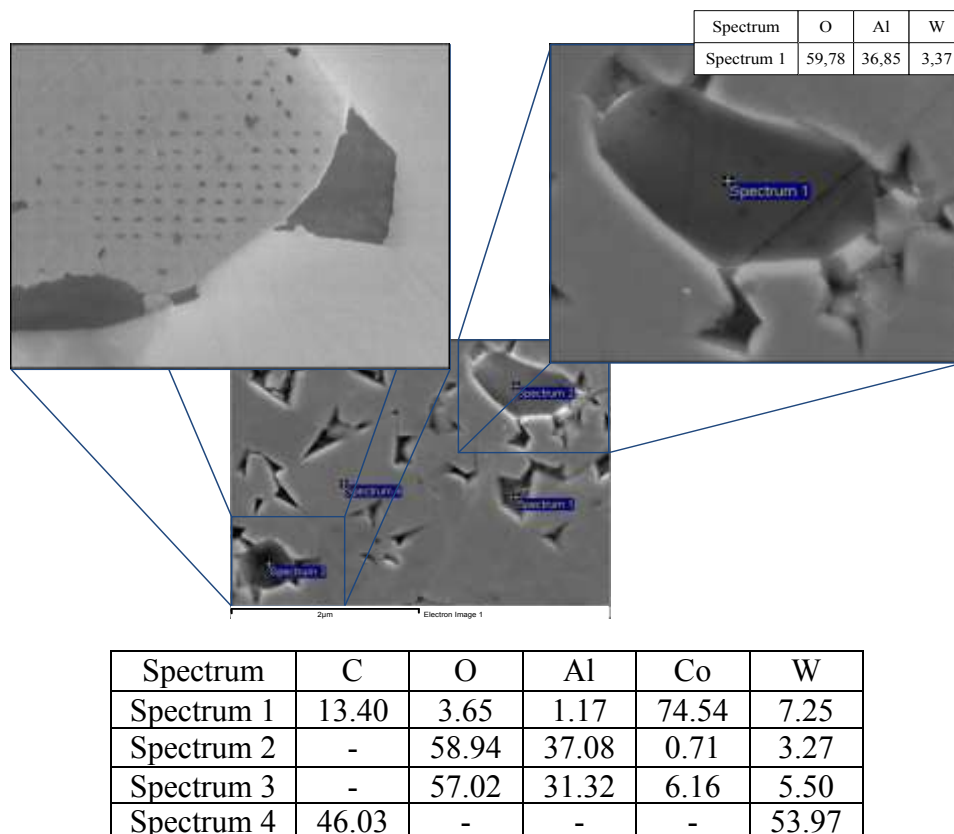 Spectrum O Al W
Spectrum 1 59,78 36,85 3,37
Spectrum 1
Spectrum 2
Spectrum 4
Spectrum 1
Spectrum 3
2μm Electron Image 1
Spectrum C O Al Co W
Spectrum 1 13.40 3.65 1.17 74.54 7.25
Spectrum 2 - 58.94 37.08 0.71 3.27
Spectrum 3 - 57.02 31.32 6.16 5.50
Spectrum 4 46.03 - - - 53.97